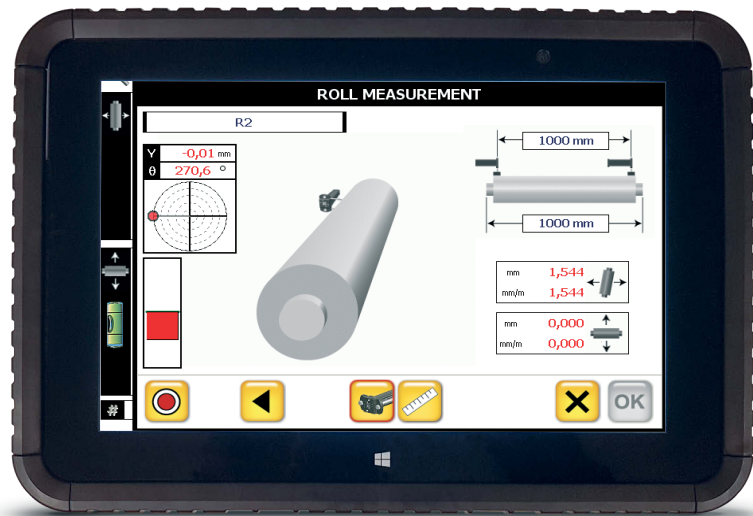 ROLL MEASUREMENT
R2
Y -0,01 mm
θ 270,6 °
1000 mm
1000 mm
mm 1,544
mm/m 1,544
mm 0,000
mm/m 0,000
#
OK